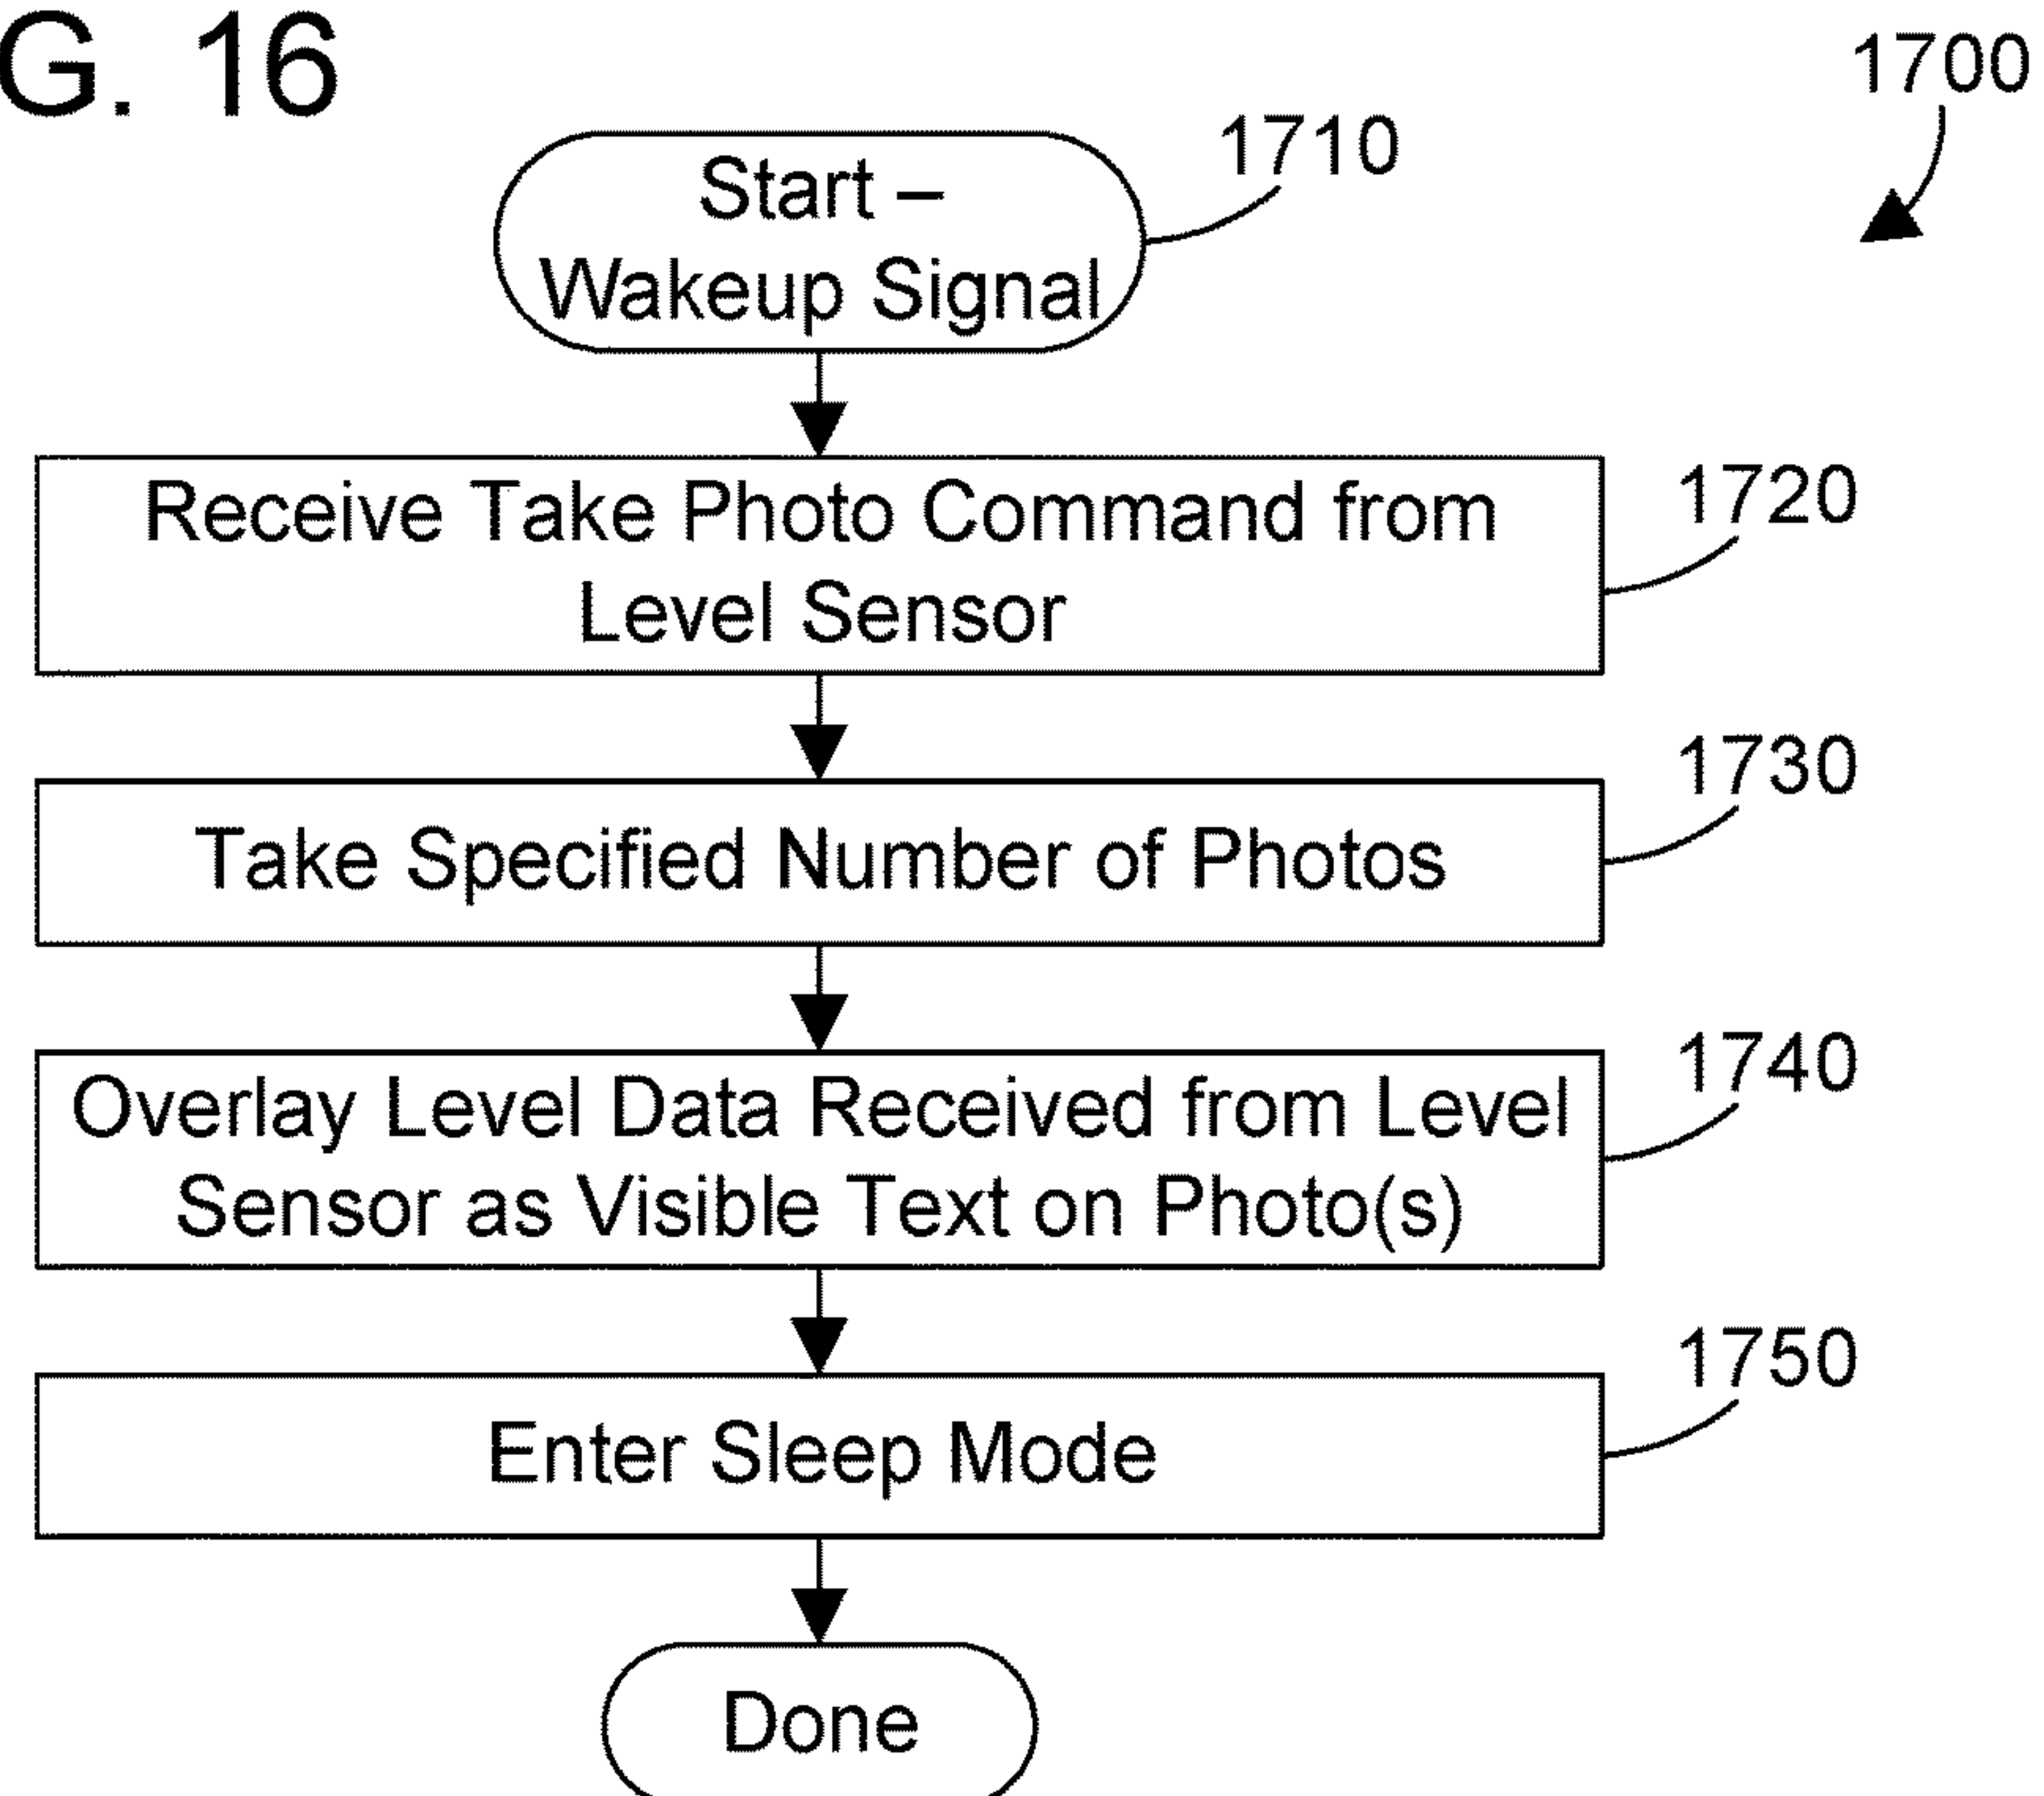 G. 16
1700
Start –
Wakeup Signal
1710
Receive Take Photo Command from
Level Sensor
1720
Take Specified Number of Photos
1730
Overlay Level Data Received from Level
Sensor as Visible Text on Photo(s)
1740
Enter Sleep Mode
1750
Done